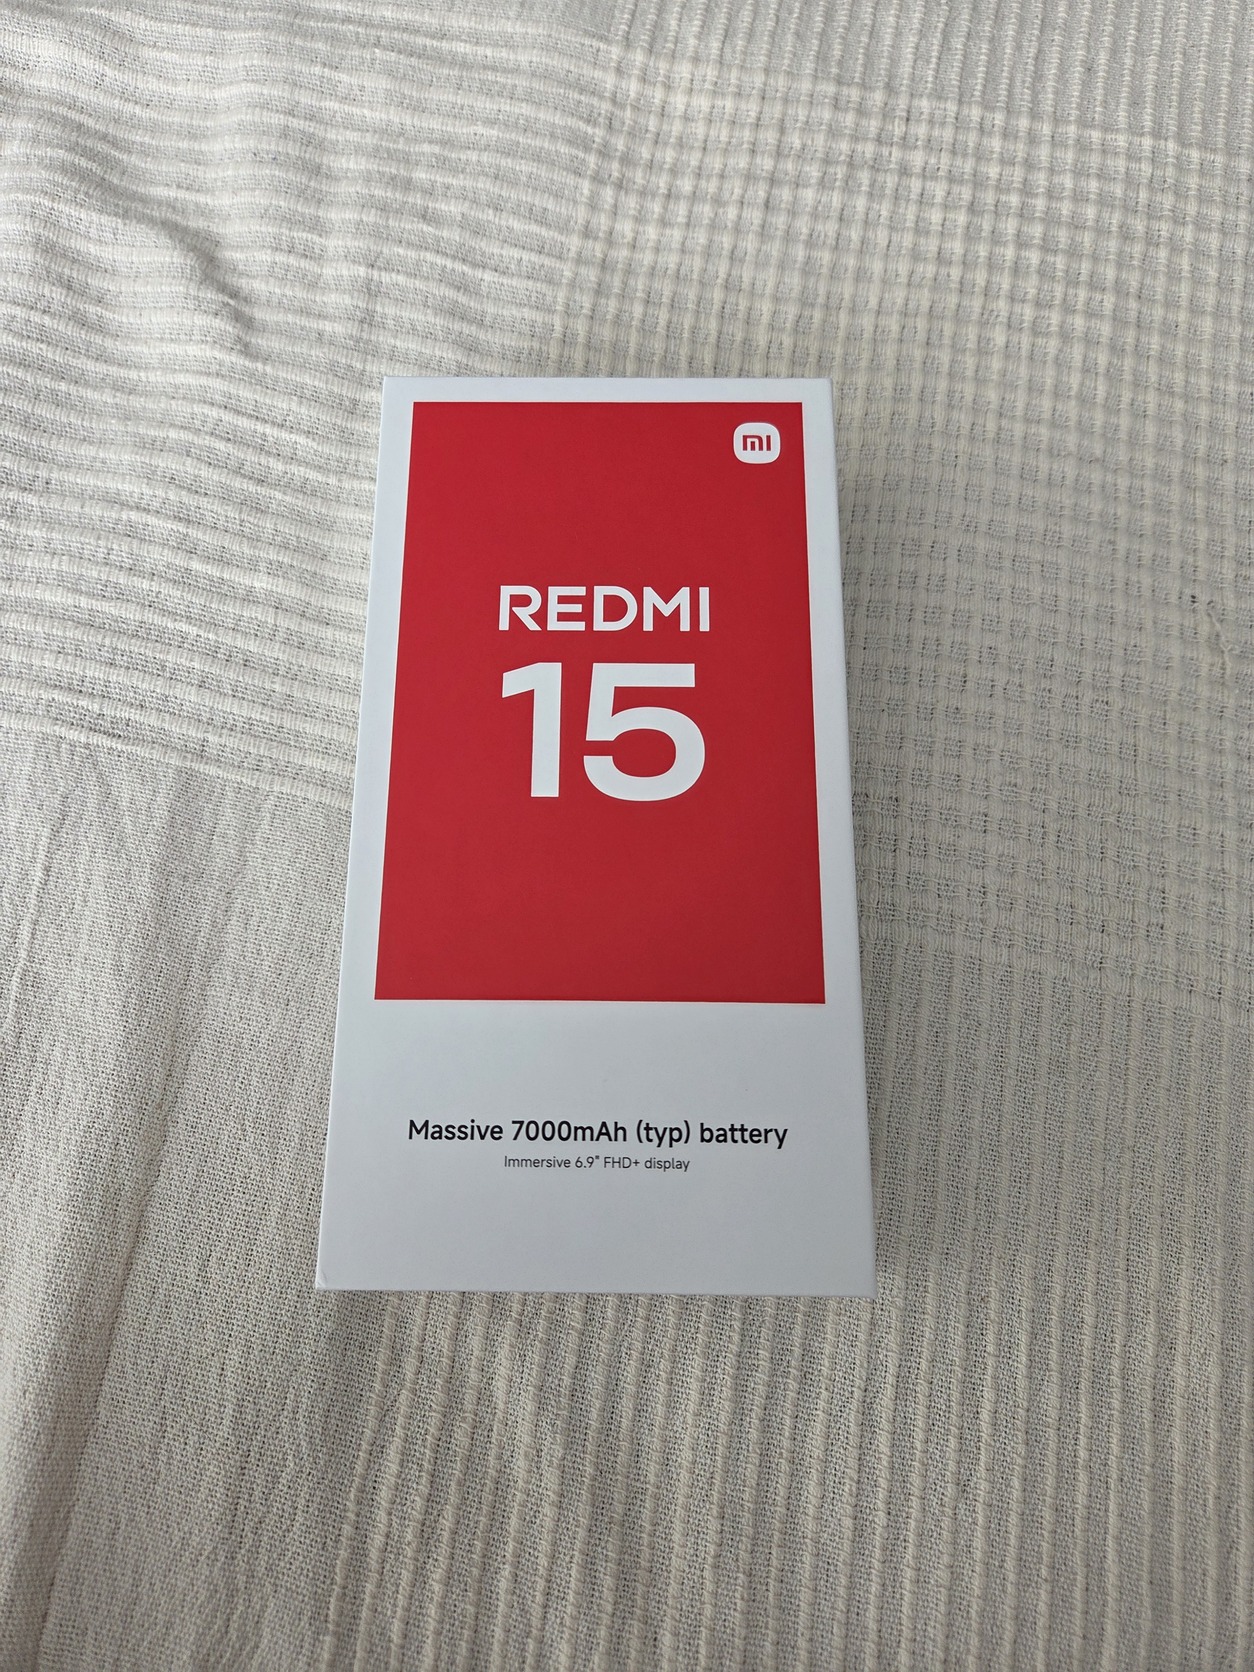 mi
REDMI
15
Massive 7000mAh (typ) battery
Immersive 6.9" FHD+ display